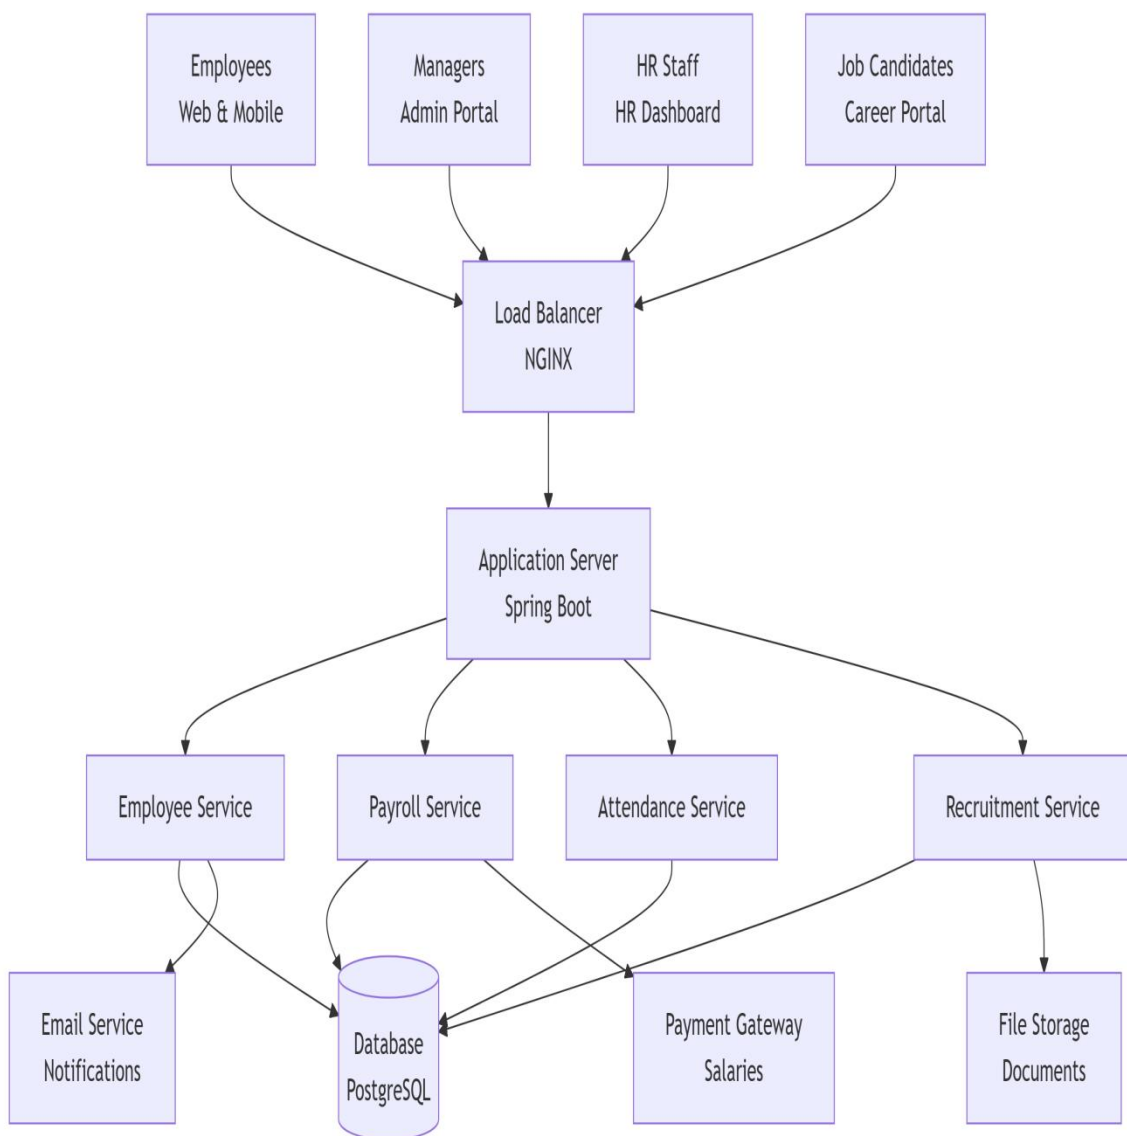 Employees
Web & Mobile
Managers
Admin Portal
HR Staff
HR Dashboard
Job Candidates
Career Portal
Load Balancer
NGINX
Application Server
Spring Boot
Employee Service
Payroll Service
Attendance Service
Recruitment Service
Email Service
Notifications
Database
PostgreSQL
Payment Gateway
Salaries
File Storage
Documents